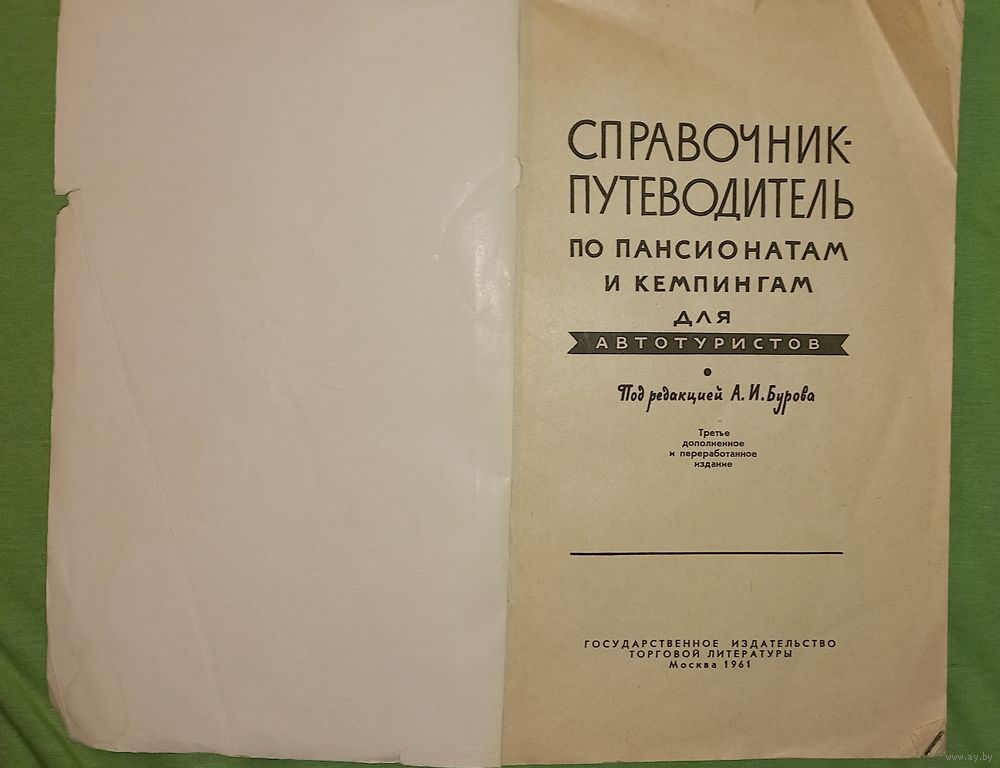 СПРАВОЧНИК-
ПУТЕВОДИТЕЛЬ
ПО ПАНСИОНАТАМ
И КЕМПИНГАМ
ДЛЯ
АВТОТУРИСТОВ
Под редакцией А. И. Бурова
Третье
дополненное
и переработанное
издание
ГОСУДАРСТВЕННОЕ ИЗДАТЕЛЬСТВО
ТОРГОВОЙ ЛИТЕРАТУРЫ
Москва 1961
www.ay.by